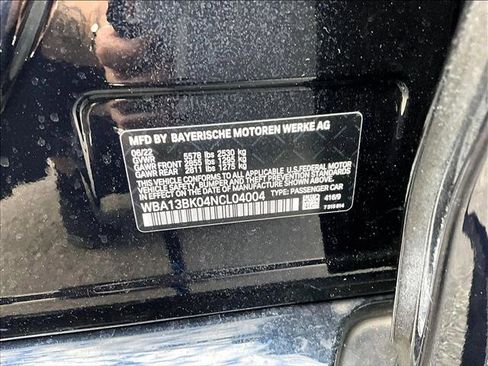 MFD BY BAYERISCHE MOTOREN WERKE AG
06/22
GVWR 5578 lbs 2530 kg
GAWR FRONT 2855 lbs 1295 kg
GAWR REAR 2811 lbs 1275 kg
THIS VEHICLE CONFORMS TO ALL APPLICABLE U.S. FEDERAL MOTOR
VEHICLE SAFETY, BUMPER AND THEFT PREVENTION STANDARDS IN
EFFECT ON THE DATE OF MANUFACTURE SHOWN ABOVE.
WBA13BK04NCL04004 TYPE: PASSENGER CAR
416/9